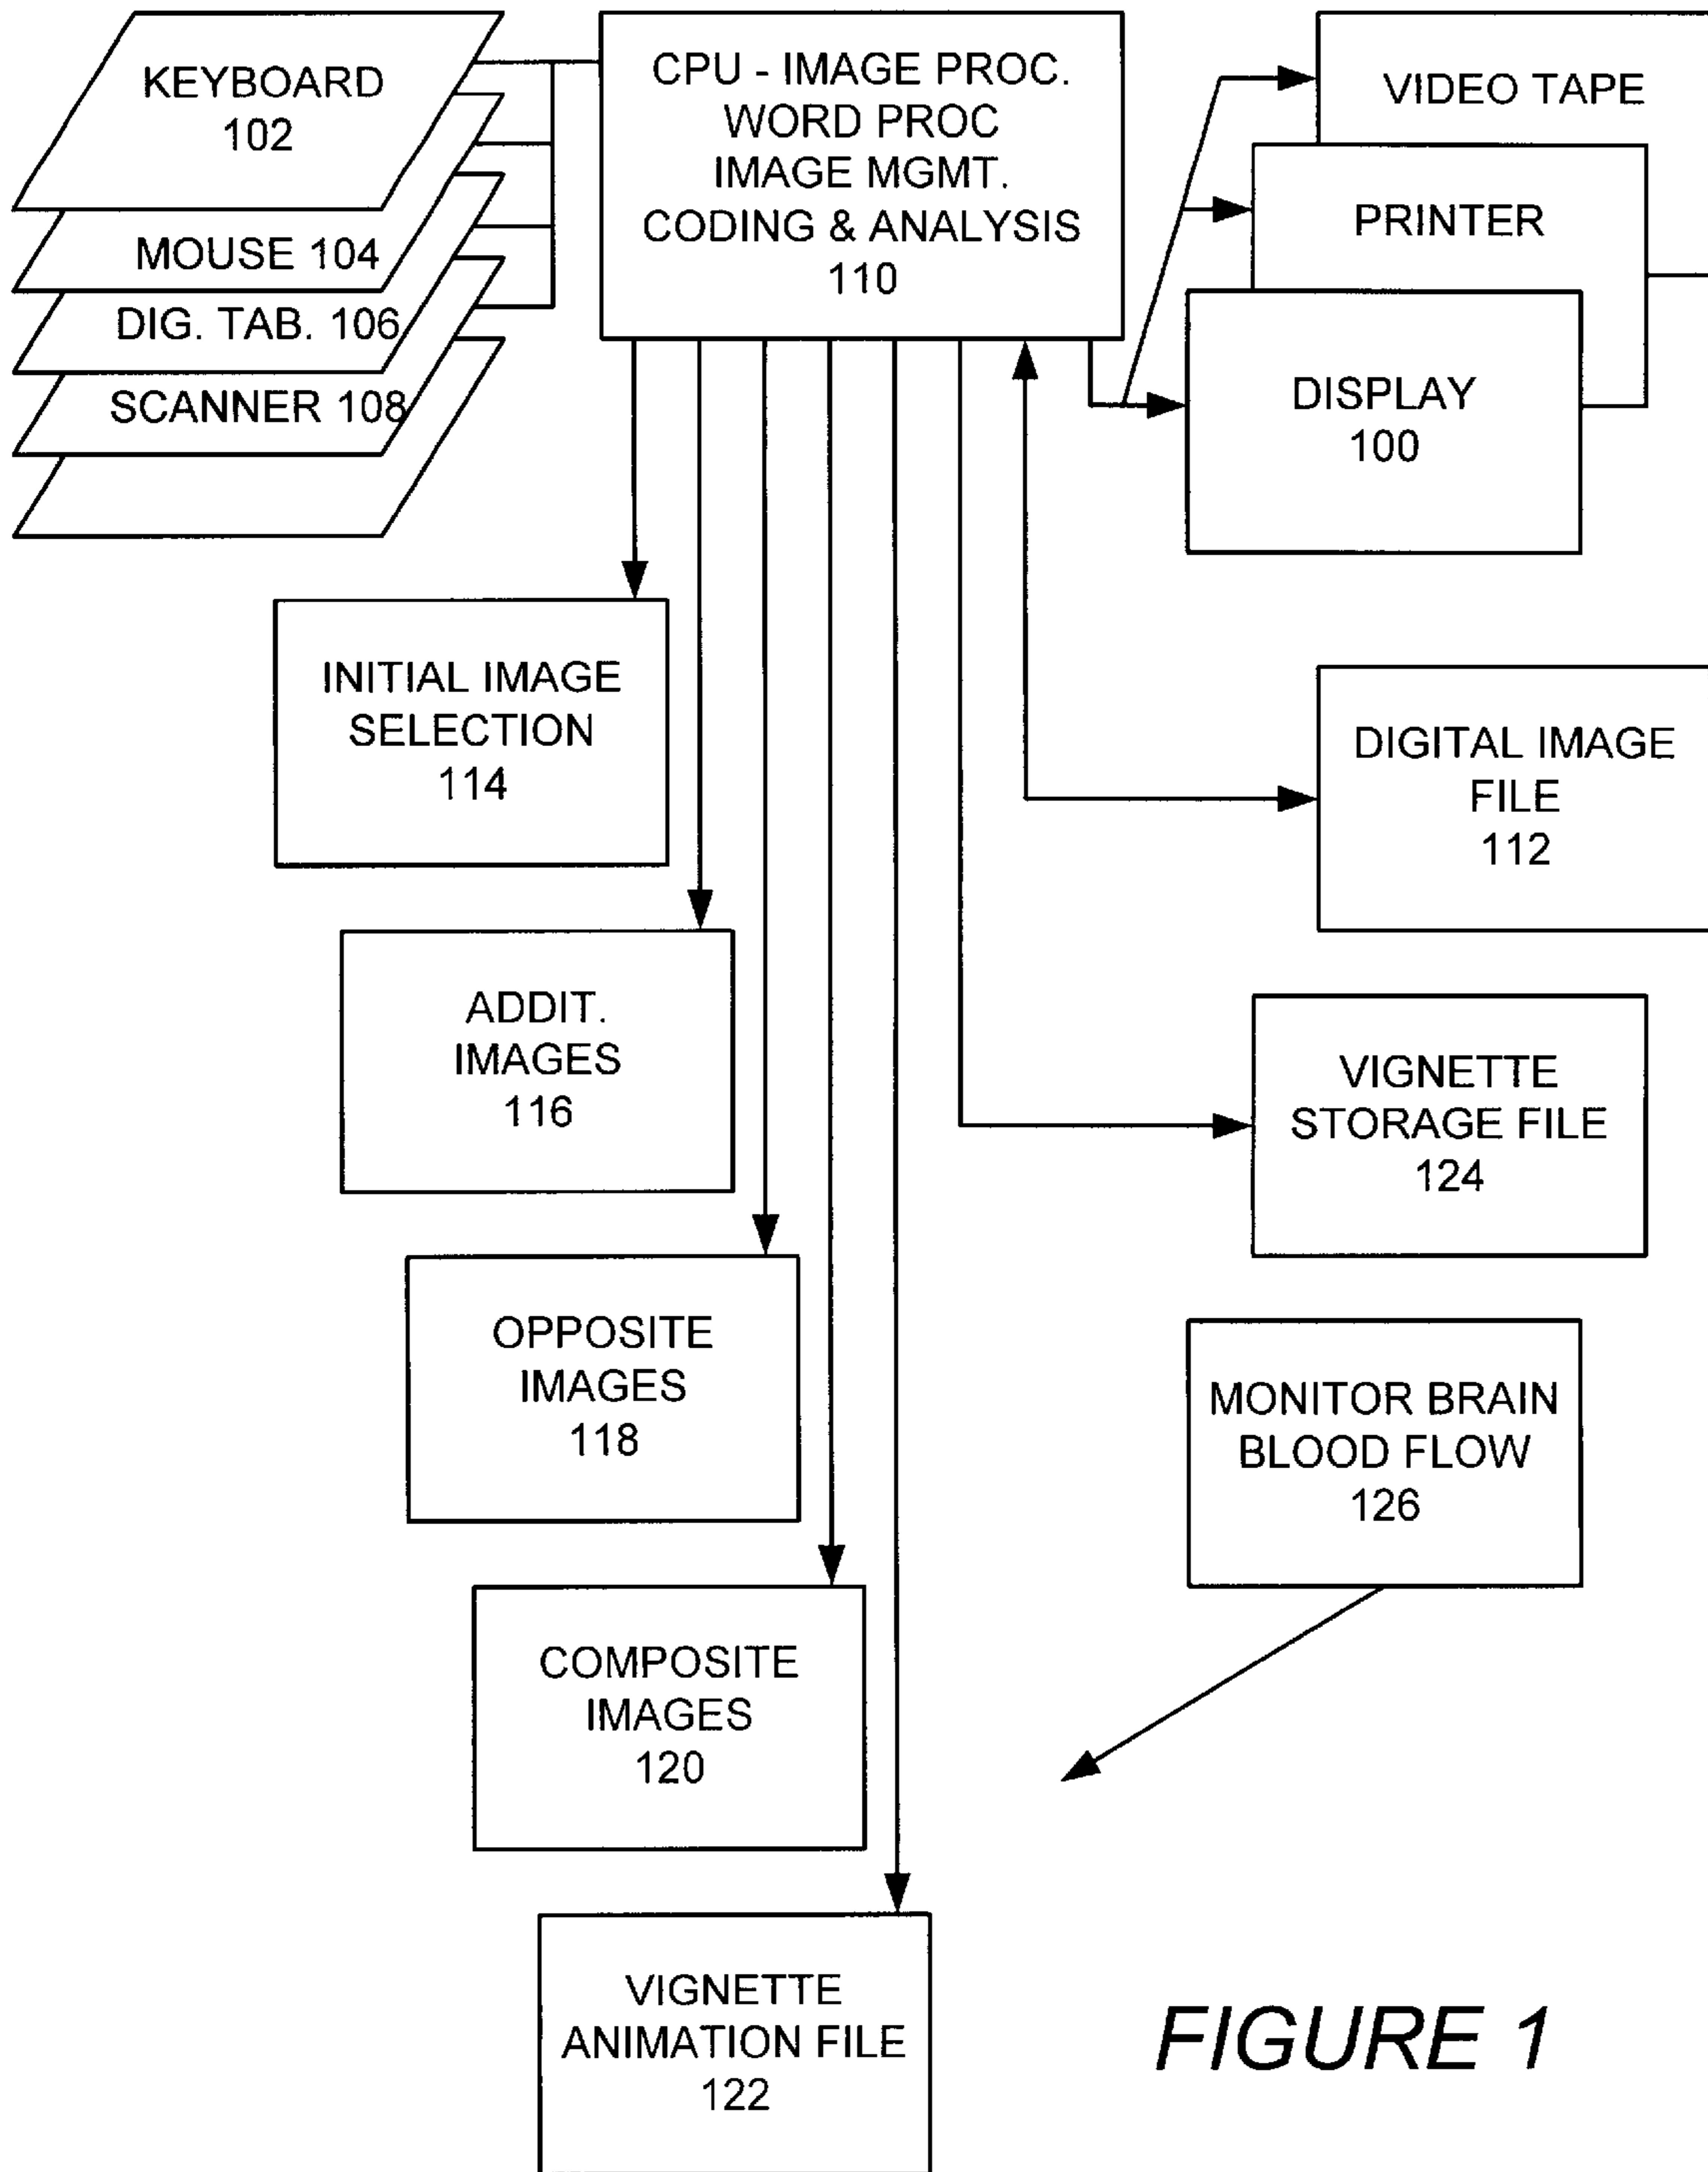 KEYBOARD
102
MOUSE 104
DIG. TAB. 106
SCANNER 108
CPU - IMAGE PROC.
WORD PROC
IMAGE MGMT.
CODING & ANALYSIS
110
VIDEO TAPE
PRINTER
DISPLAY
100
INITIAL IMAGE
SELECTION
114
DIGITAL IMAGE
FILE
112
ADDIT.
IMAGES
116
VIGNETTE
STORAGE FILE
124
OPPOSITE
IMAGES
118
MONITOR BRAIN
BLOOD FLOW
126
COMPOSITE
IMAGES
120
VIGNETTE
ANIMATION FILE
122
FIGURE 1